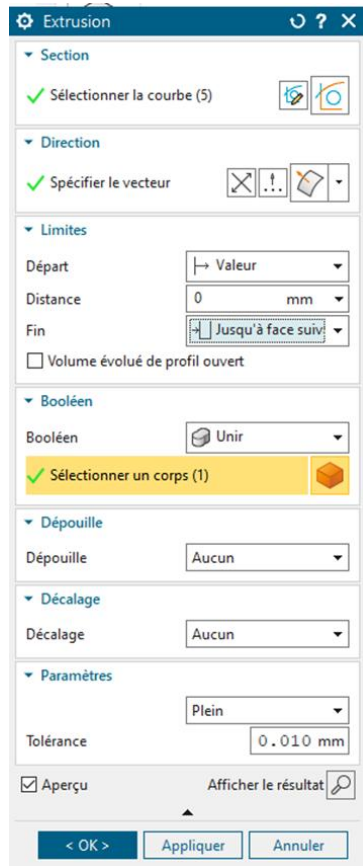 Extrusion
Section
Sélectionner la courbe (5)
Direction
Spécifier le vecteur
Limites
Départ Valeur
Distance 0 mm
Fin Jusqu'à face suiv
Volume évolué de profil ouvert
Booléen
Booléen Unir
Sélectionner un corps (1)
Dépouille
Dépouille Aucun
Décalage
Décalage Aucun
Paramètres
Plein
Tolérance 0.010 mm
Aperçu Afficher le résultat
< OK > Appliquer Annuler